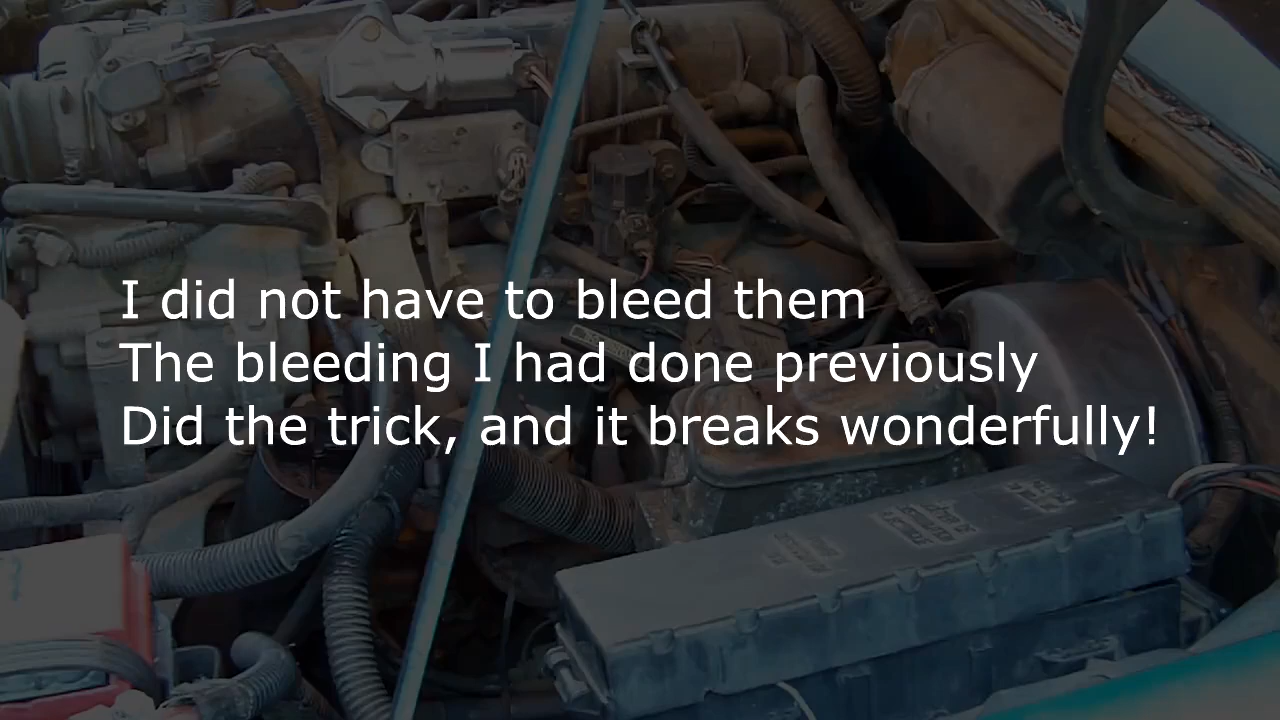 I did not have to bleed them
The bleeding I had done previously
Did the trick, and it breaks wonderfully!